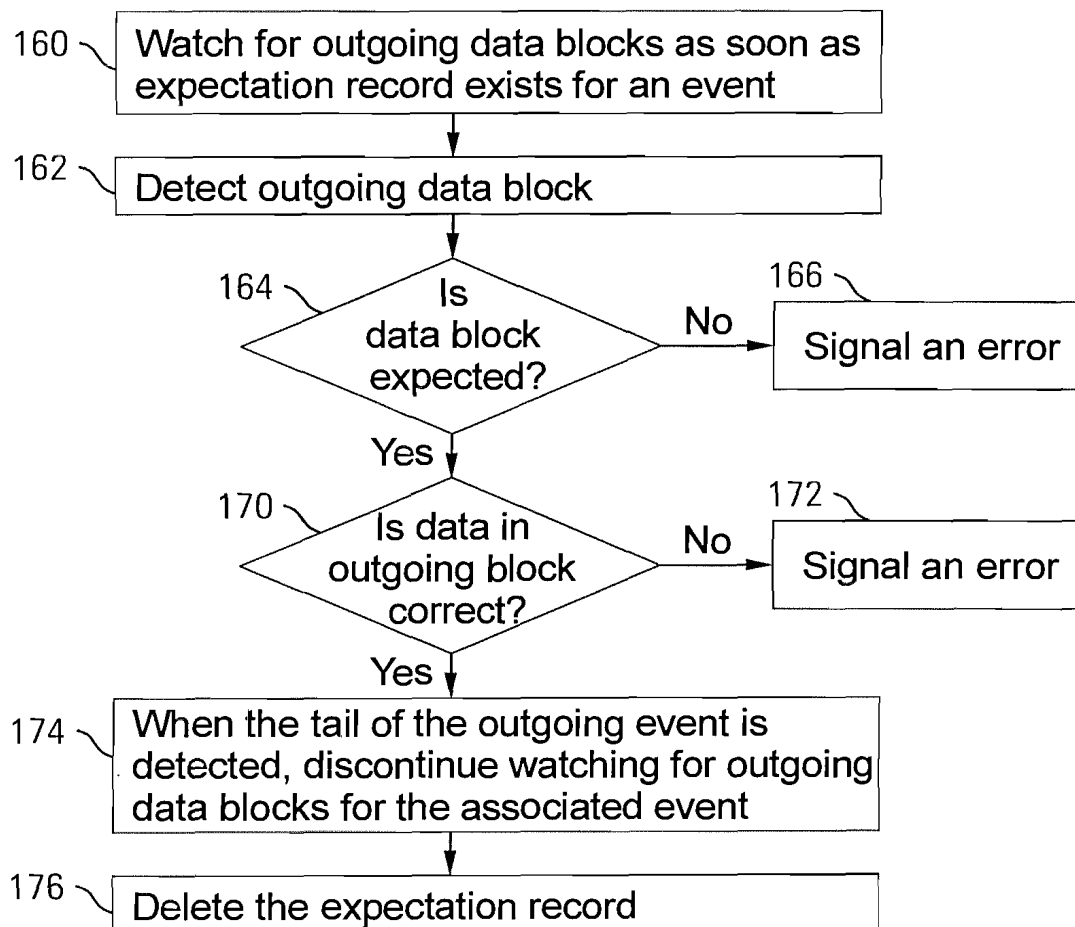 160
Watch for outgoing data blocks as soon as
expectation record exists for an event
162
Detect outgoing data block
164
Is
data block
expected?
No
166
Signal an error
Yes
170
Is data in
outgoing block
correct?
No
172
Signal an error
Yes
174
When the tail of the outgoing event is
detected, discontinue watching for outgoing
data blocks for the associated event
176
Delete the expectation record